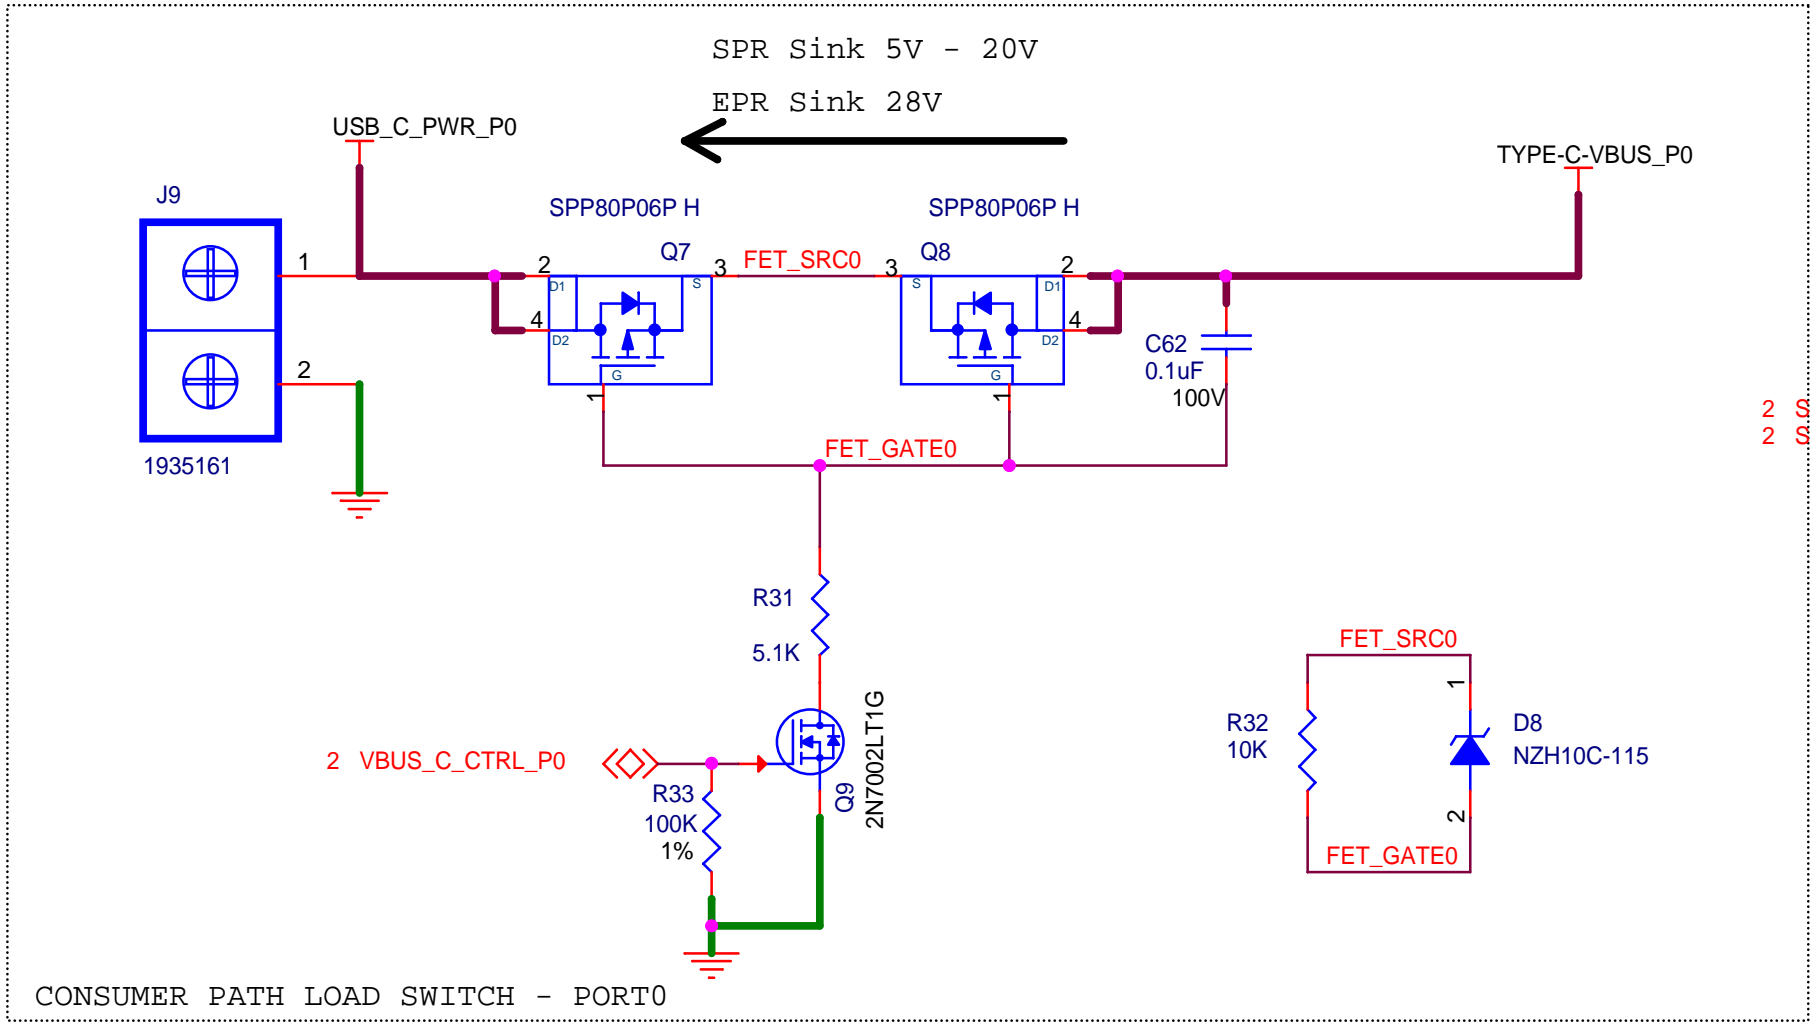 SPR Sink 5V - 20V
EPR Sink 28V
USB_C_PWR_P0
TYPE-C-VBUS_P0
J9
SPP80P06P H
SPP80P06P H
Q7
FET_SRC0
Q8
1
2
3
3
2
D1
S
S
D1
4
4
D2
D2
G
G
2
1
1
C62
0.1uF
100V
2 S
2 S
1935161
FET_GATE0
R31
5.1K
FET_SRC0
1
R32
10K
D8
NZH10C-115
2
FET_GATE0
2 VBUS_C_CTRL_P0
Q9
2N7002LT1G
R33
100K
1%
CONSUMER PATH LOAD SWITCH - PORT0